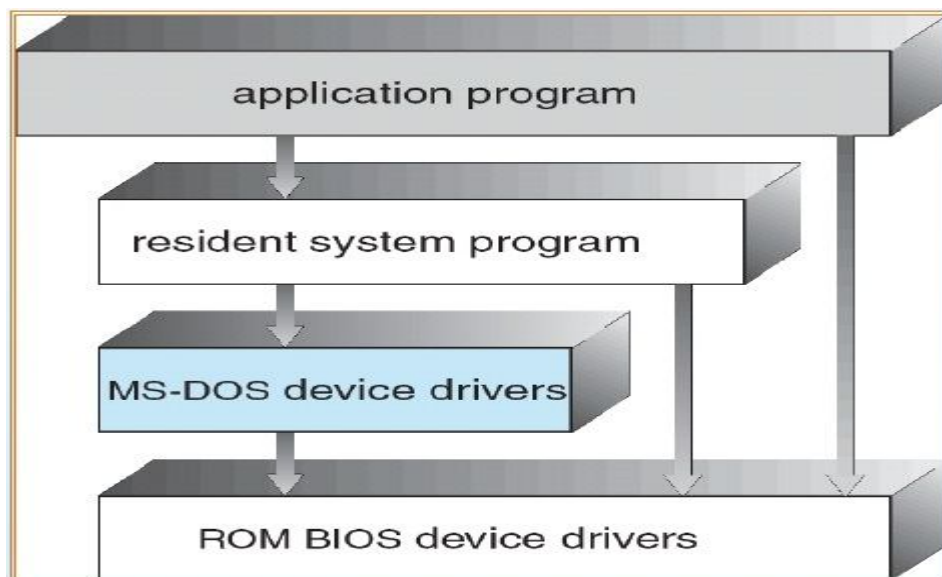 application program
resident system program
MS-DOS device drivers
ROM BIOS device drivers